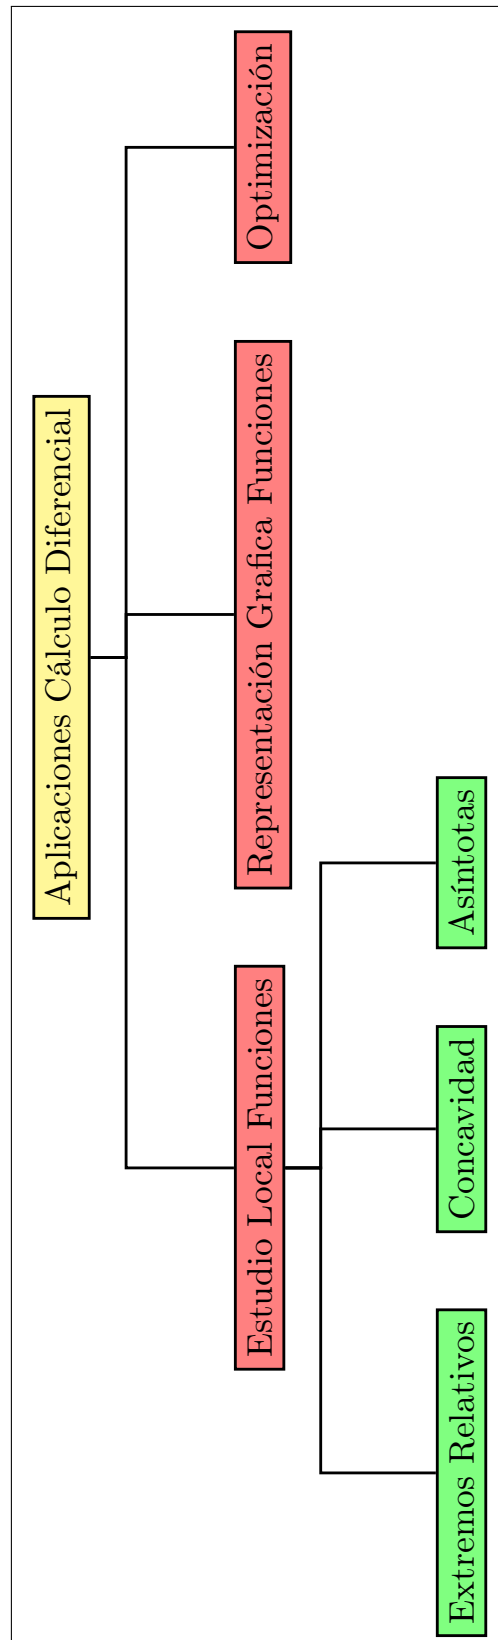 Aplicaciones Cálculo Diferencial
Estudio Local Funciones
Representación Grafica Funciones
Optimización
Extremos Relativos
Concavidad
Asíntotas